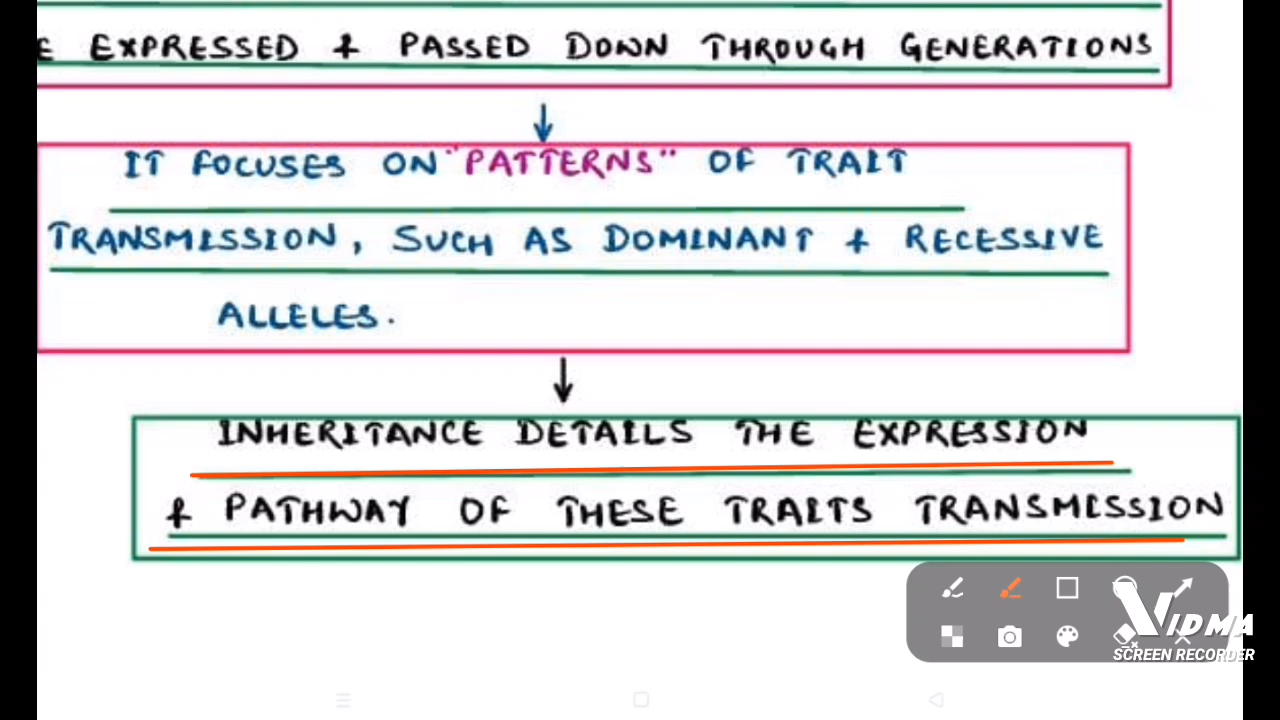 E EXPRESSED & PASSED DOWN THROUGH GENERATIONS
IT FOCUSES ON "PATTERNS" OF TRAIT
TRANSMISSION, SUCH AS DOMINANT & RECESSIVE
ALLELES.
INHERITANCE DETAILS THE EXPRESSION
& PATHWAY OF THESE TRAITS TRANSMISSION
VIDMA
SCREEN RECORDER